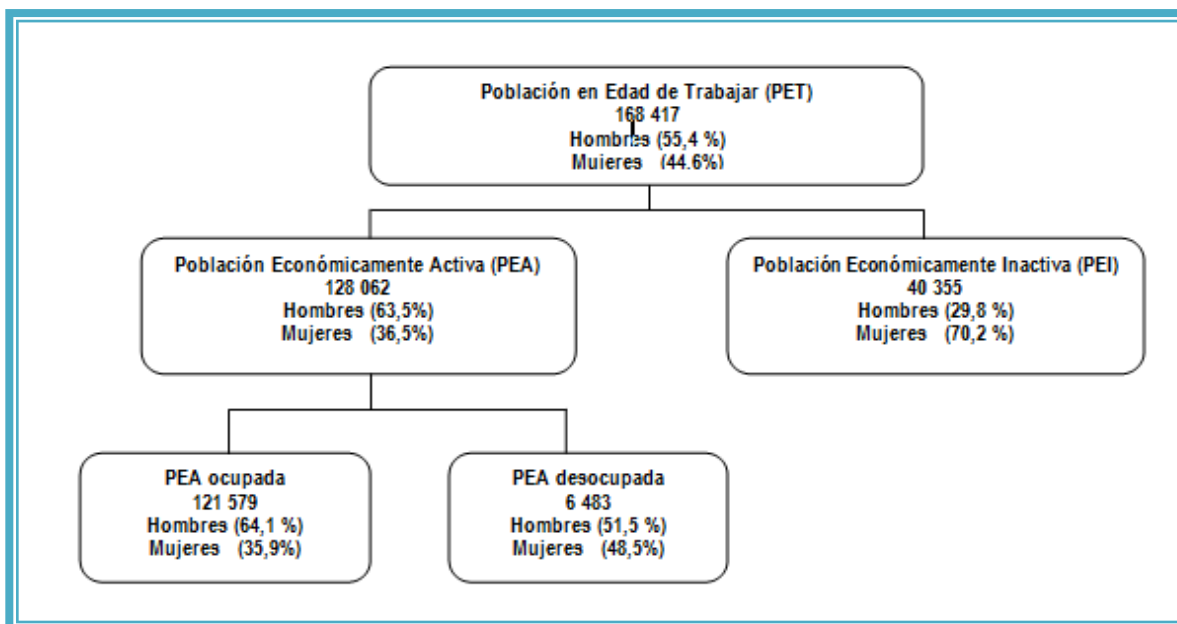 Población en Edad de Trabajar (PET)
168 417
Hombres (55,4 %)
Mujeres (44.6%)
Población Económicamente Activa (PEA)
128 062
Hombres (63,5%)
Mujeres (36,5%)
Población Económicamente Inactiva (PEI)
40 355
Hombres (29,8 %)
Mujeres (70,2 %)
PEA ocupada
121 579
Hombres (64,1 %)
Mujeres (35,9%)
PEA desocupada
6 483
Hombres (51,5 %)
Mujeres (48,5%)